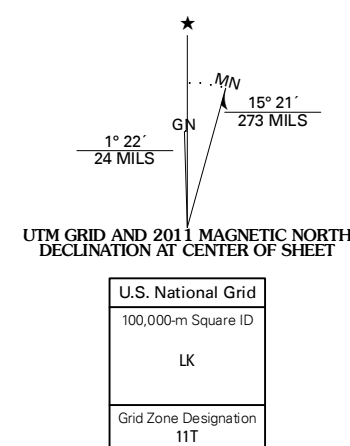 ★
MN
GN
15° 21´
273 MILS
1° 22´
24 MILS
UTM GRID AND 2011 MAGNETIC NORTH
DECLINATION AT CENTER OF SHEET
U.S. National Grid
100,000-m Square ID
LK
Grid Zone Designation
11T